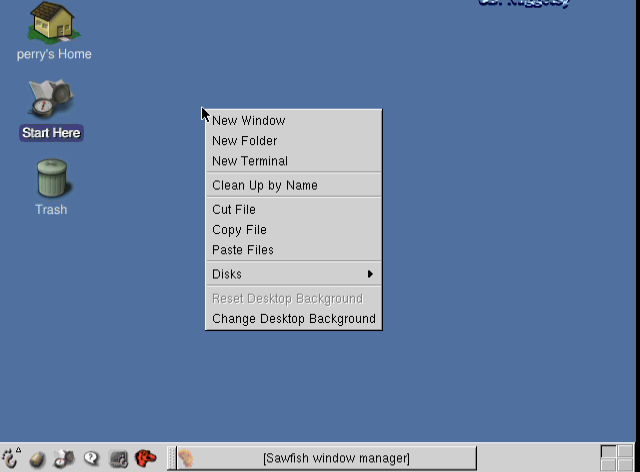 perry's Home
Start Here
Trash
New Window
New Folder
New Terminal
Clean Up by Name
Cut File
Copy File
Paste Files
Disks
Reset Desktop Background
Change Desktop Background
[Sawfish window manager]